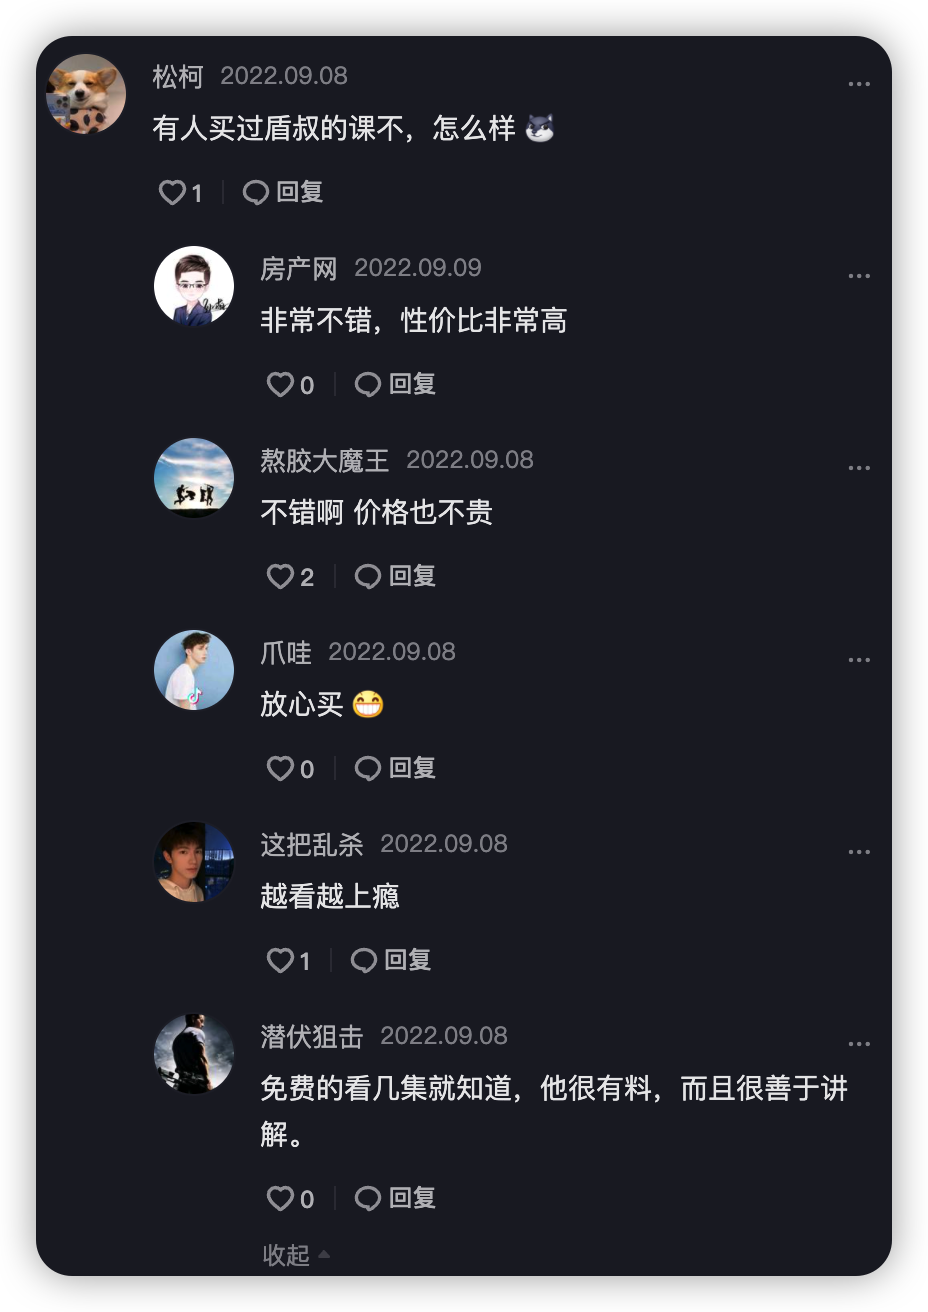 松柯 2022.09.08
有人买过盾叔的课不，怎么样
1 回复
房产网 2022.09.09
非常不错，性价比非常高
0 回复
熬胶大魔王 2022.09.08
不错啊 价格也不贵
2 回复
爪哇 2022.09.08
放心买
0 回复
这把乱杀 2022.09.08
越看越上瘾
1 回复
潜伏狙击 2022.09.08
免费的看几集就知道，他很有料，而且很善于讲
解。
0 回复
收起